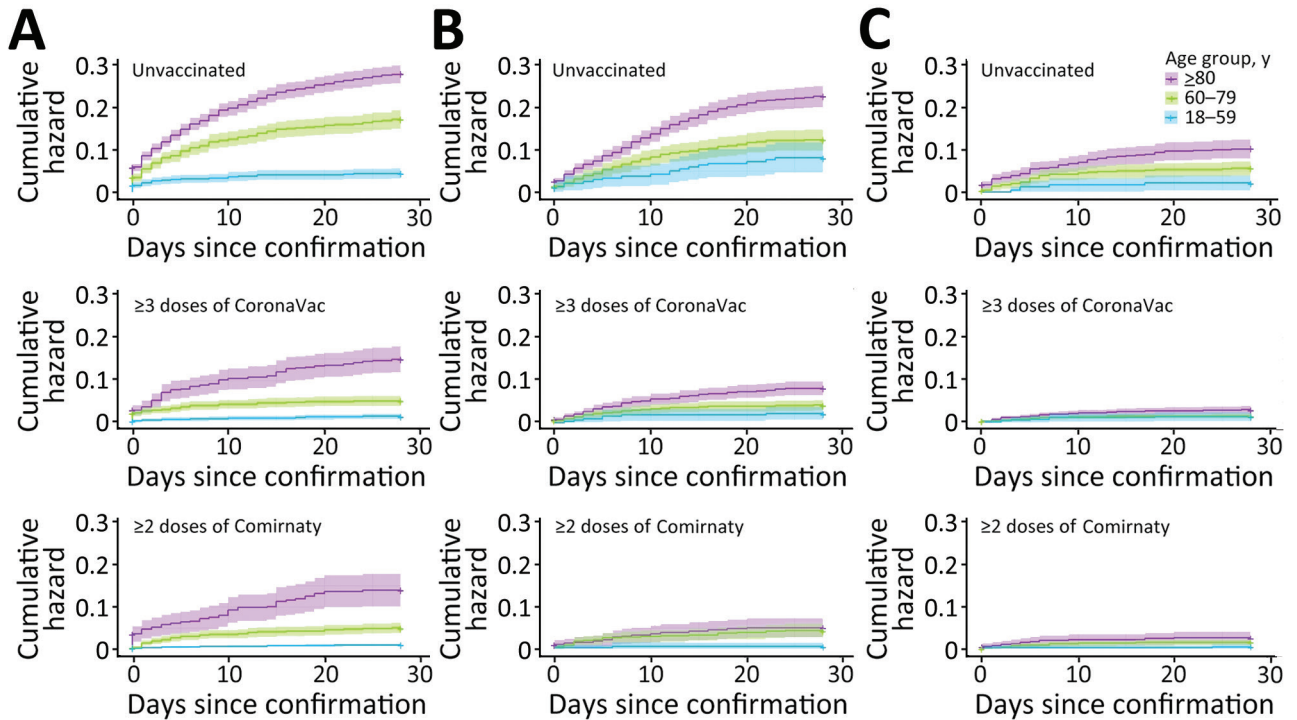 A
B
C
Unvaccinated
Cumulative
hazard
0.3
0.2
0.1
0
0
10
20
30
Days since confirmation
Unvaccinated
Cumulative
hazard
0.3
0.2
0.1
0
0
10
20
30
Days since confirmation
Unvaccinated
Age group, y
≥80
60–79
18–59
Cumulative
hazard
0.3
0.2
0.1
0
0
10
20
30
Days since confirmation
≥3 doses of CoronaVac
Cumulative
hazard
0.3
0.2
0.1
0
0
10
20
30
Days since confirmation
≥3 doses of CoronaVac
Cumulative
hazard
0.3
0.2
0.1
0
0
10
20
30
Days since confirmation
≥3 doses of CoronaVac
Cumulative
hazard
0.3
0.2
0.1
0
0
10
20
30
Days since confirmation
≥2 doses of Comirnaty
Cumulative
hazard
0.3
0.2
0.1
0
0
10
20
30
Days since confirmation
≥2 doses of Comirnaty
Cumulative
hazard
0.3
0.2
0.1
0
0
10
20
30
Days since confirmation
≥2 doses of Comirnaty
Cumulative
hazard
0.3
0.2
0.1
0
0
10
20
30
Days since confirmation